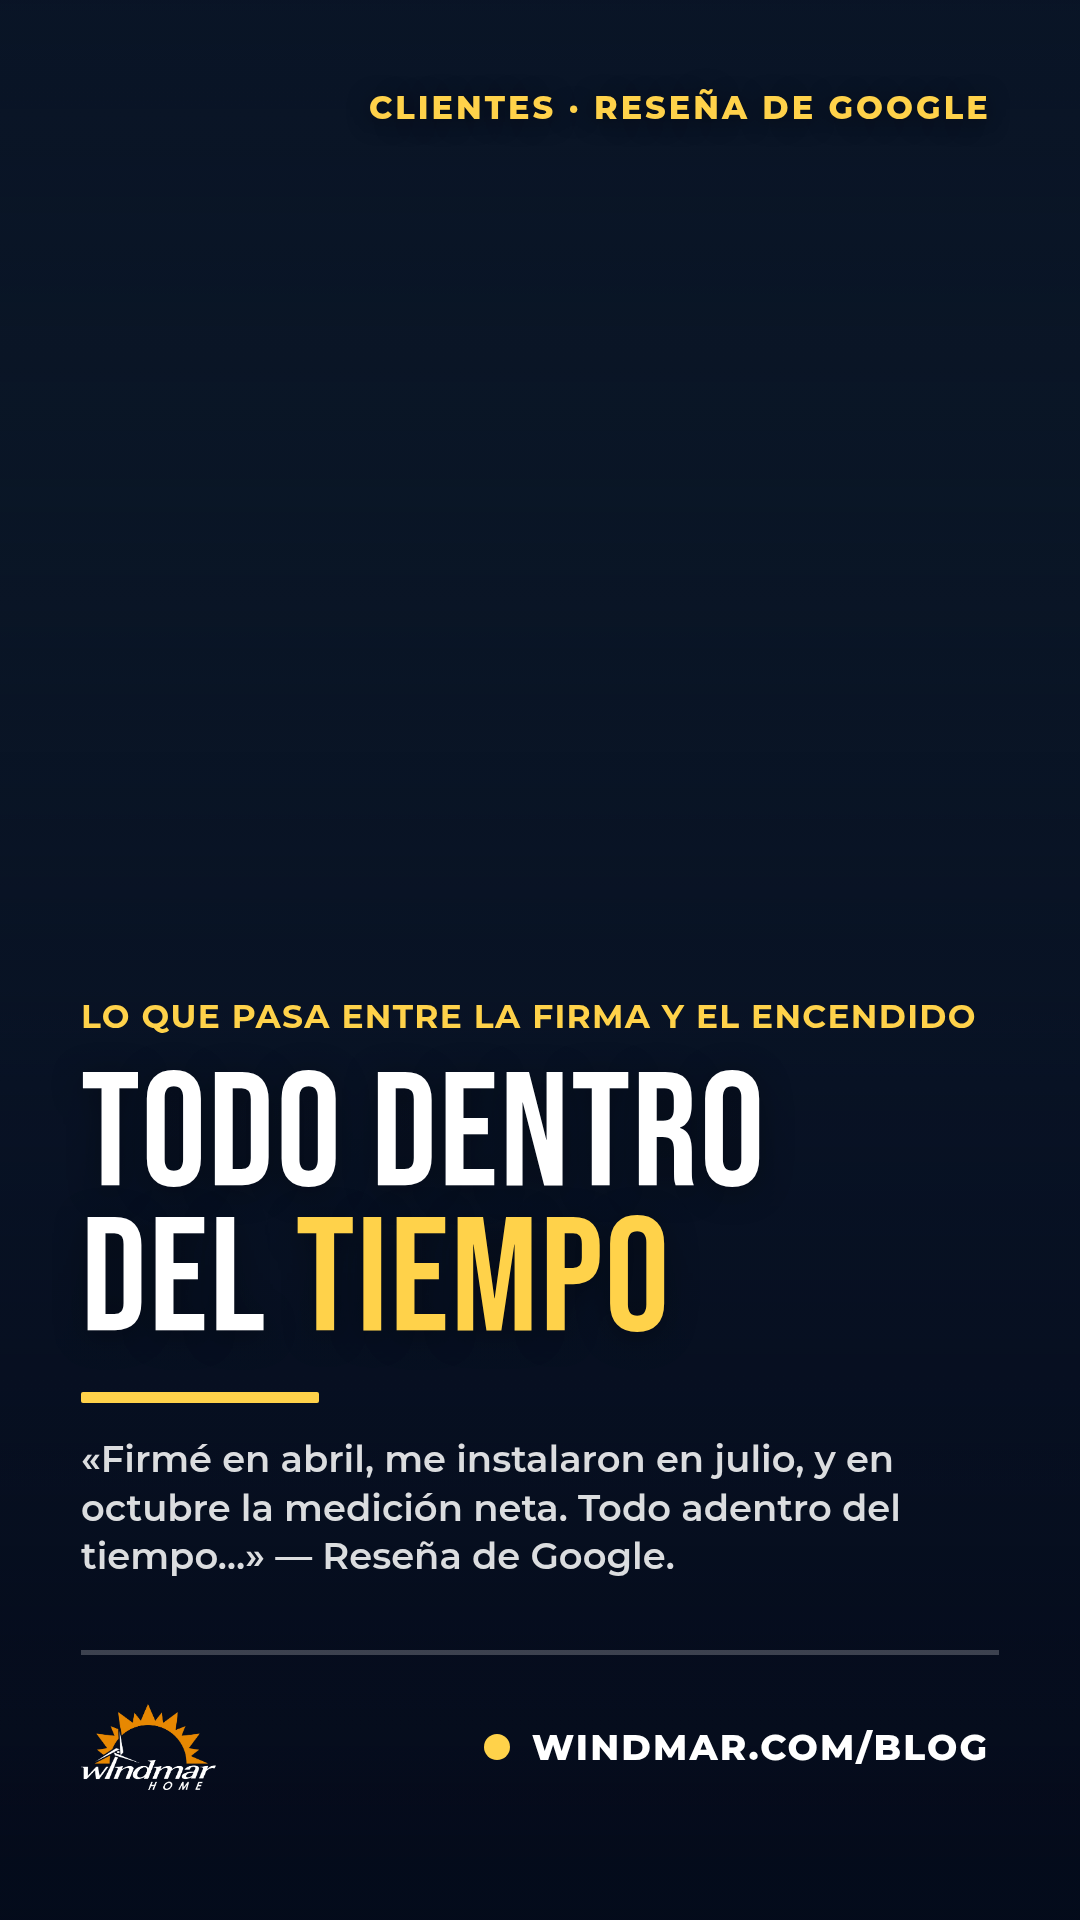 CLIENTES · RESEÑA DE GOOGLE
LO QUE PASA ENTRE LA FIRMA Y EL ENCENDIDO
TODO DENTRO
DEL TIEMPO
«Firmé en abril, me instalaron en julio, y en
octubre la medición neta. Todo adentro del
tiempo...» — Reseña de Google.
windmar
HOME
WINDMAR.COM/BLOG